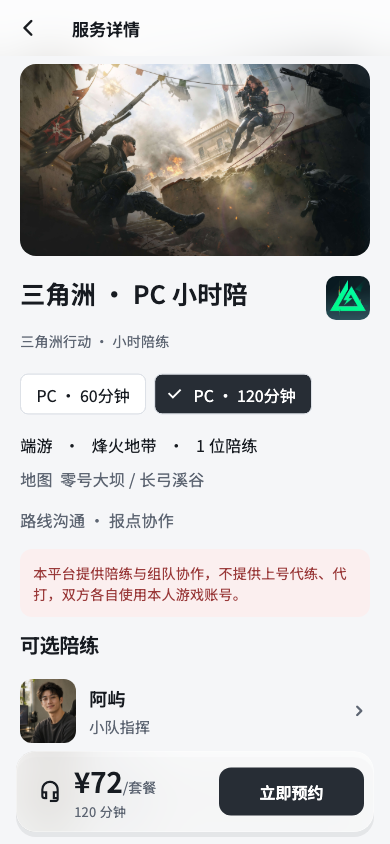 服务详情
三角洲 · PC 小时陪
三角洲行动 · 小时陪练
PC · 60分钟
PC · 120分钟
端游 · 烽火地带 · 1 位陪练
地图 零号大坝 / 长弓溪谷
路线沟通 · 报点协作
本平台提供陪练与组队协作，不提供上号代练、代
打，双方各自使用本人游戏账号。
可选陪练
阿屿
小队指挥
¥72/套餐
120 分钟
立即预约